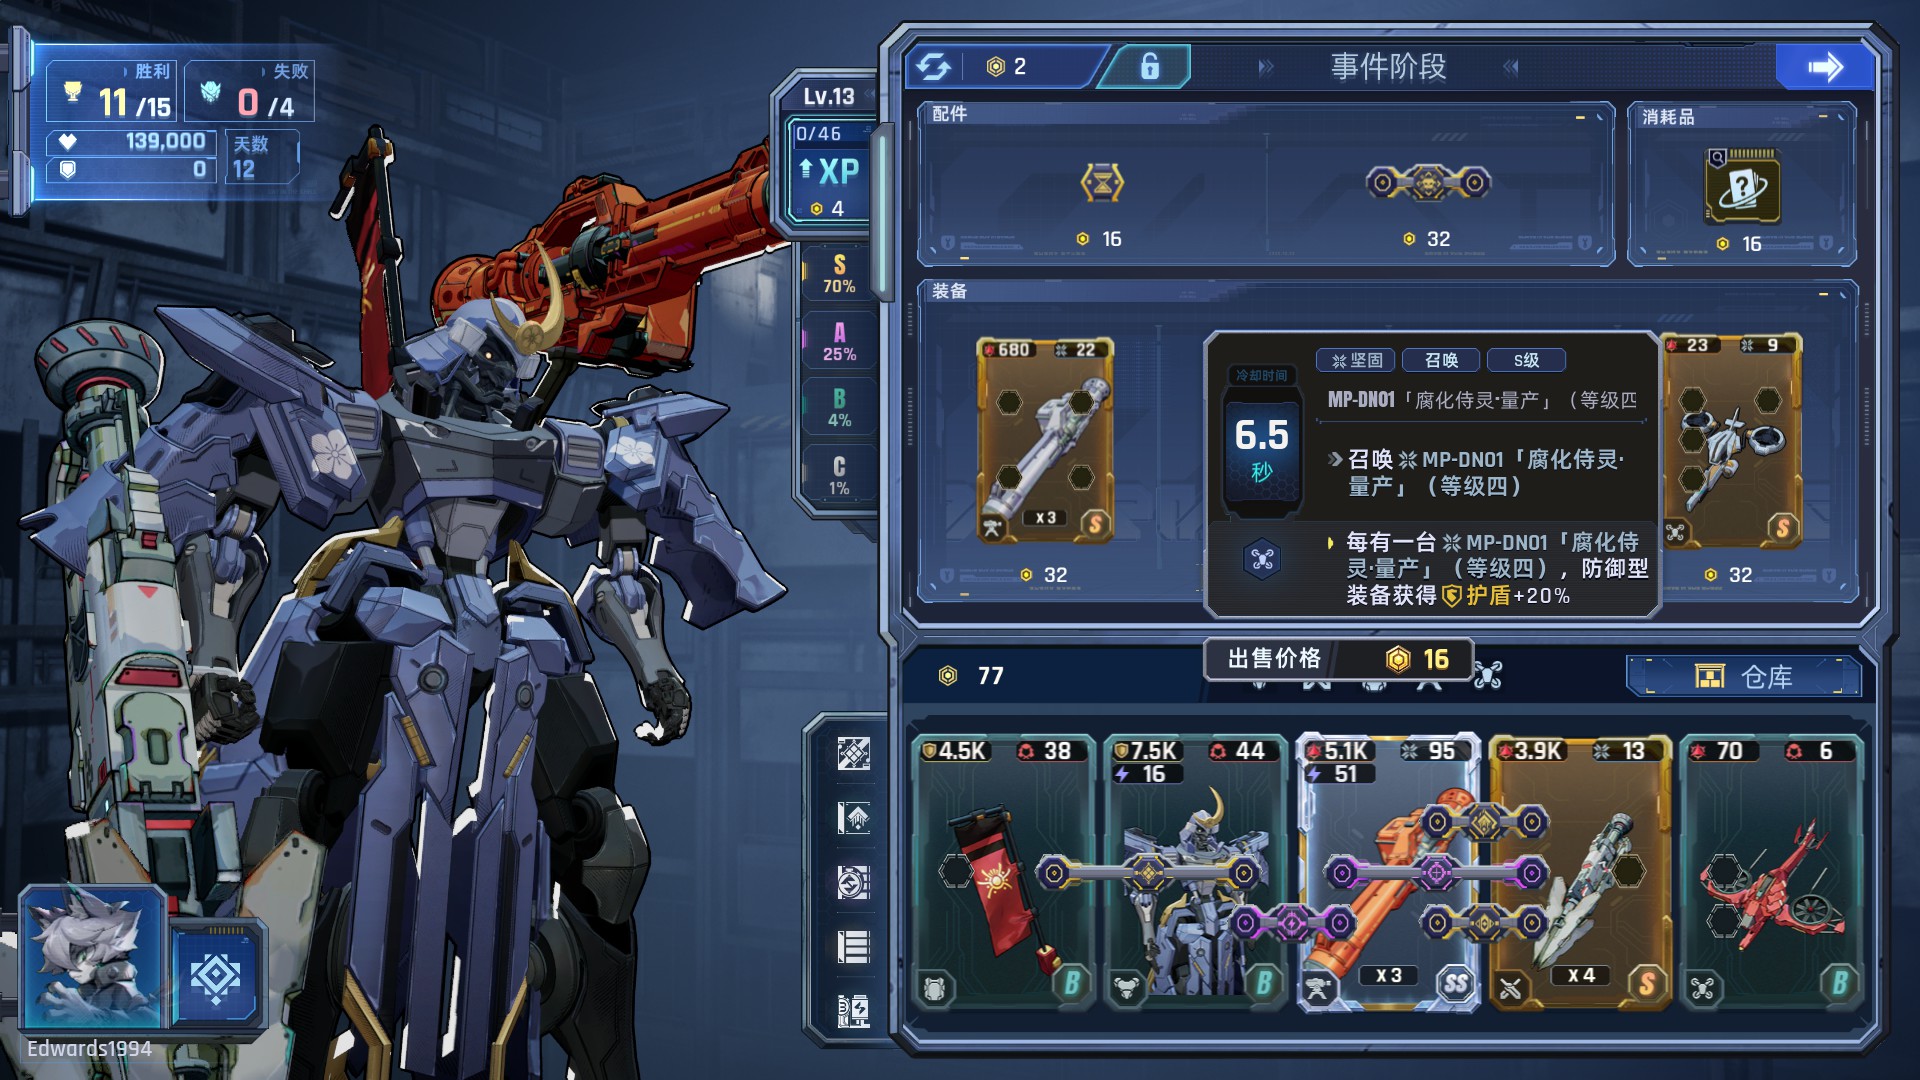 胜利
11/15
失败
0/4
139,000
0
天数
12
Lv.13
0/46
XP
4
S
70%
A
25%
B
4%
C
1%
2
事件阶段
配件
16
32
消耗品
?
16
装备
680 22
x3
S
32
冷却时间
6.5
秒
坚固 召唤 S级
MP-DN01「腐化侍灵·量产」（等级四
召唤 MP-DN01「腐化侍灵·
量产」（等级四）
每有一台 MP-DN01「腐化侍
灵·量产」（等级四），防御型
装备获得 护盾+20%
23 9
S
32
出售价格 16
77
仓库
4.5K 38
B
7.5K 44
16
B
5.1K 95
51
x3
SS
3.9K 13
x4
S
70 6
B
Edwards1994